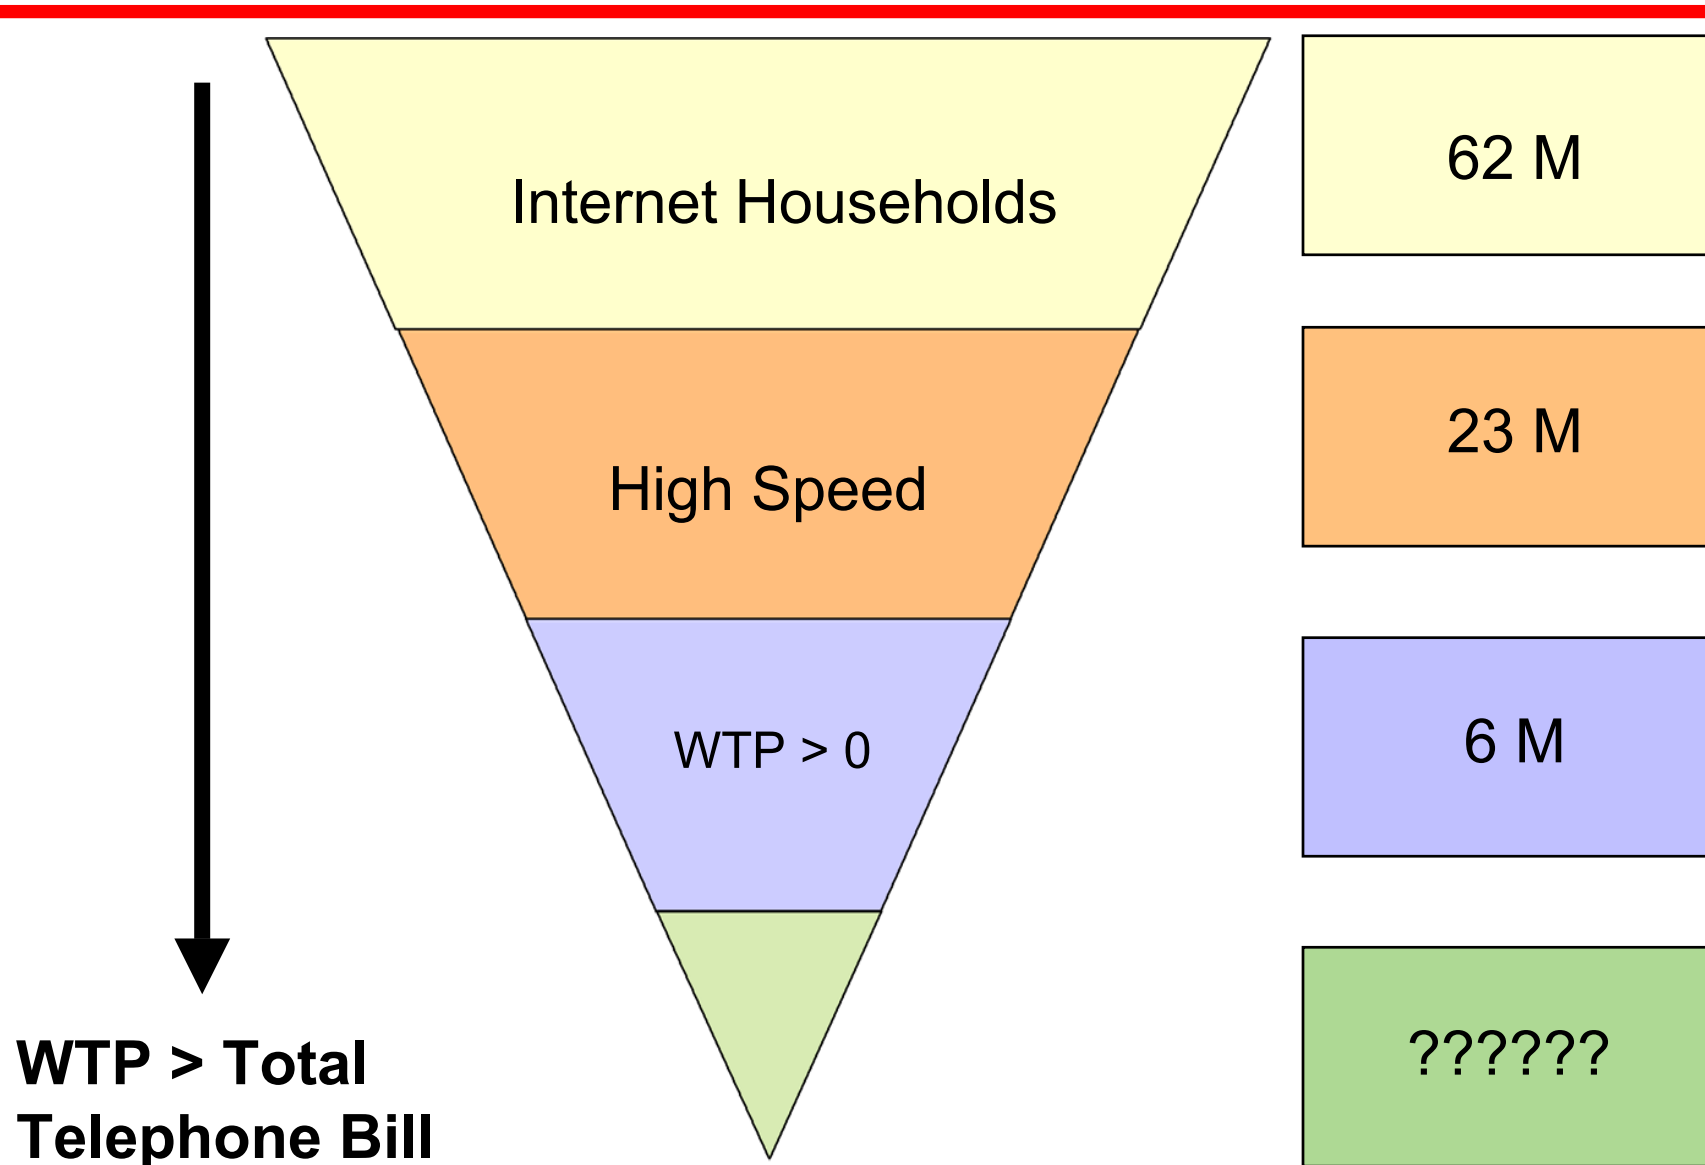 Internet Households
62 M
High Speed
23 M
WTP > 0
6 M
??????
WTP > Total
Telephone Bill